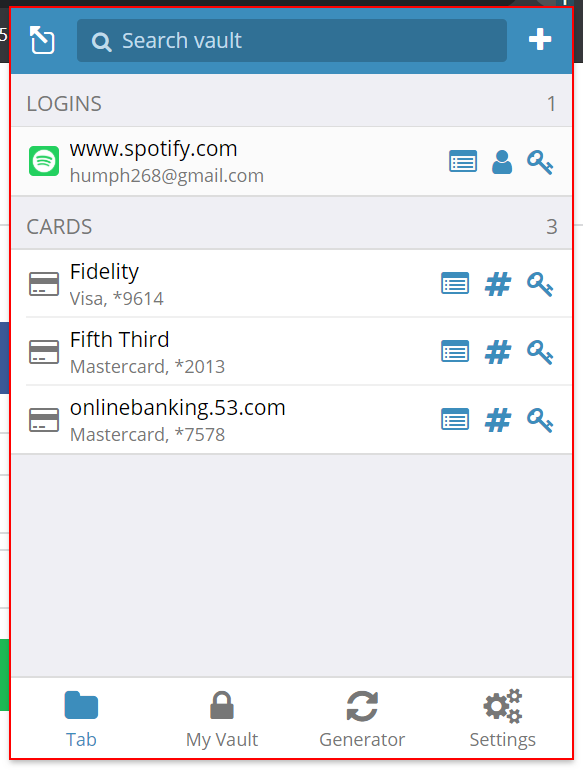 5
Search vault
LOGINS 1
www.spotify.com
humph268@gmail.com
CARDS 3
Fidelity
Visa, *9614
Fifth Third
Mastercard, *2013
onlinebanking.53.com
Mastercard, *7578
Tab My Vault Generator Settings